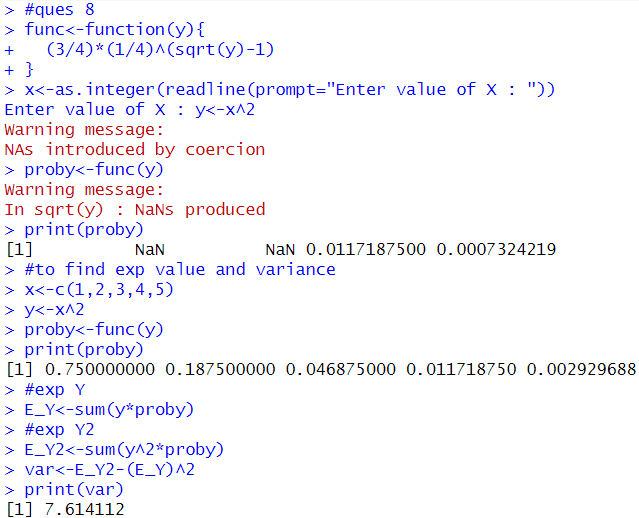 > #ques 8
> func<-function(y){
+   (3/4)*(1/4)^(sqrt(y)-1)
+ }
> x<-as.integer(readline(prompt="Enter value of X : "))
Enter value of X : y<-x^2
Warning message:
NAs introduced by coercion
> proby<-func(y)
Warning message:
In sqrt(y) : NaNs produced
> print(proby)
[1]          NaN          NaN 0.0117187500 0.0007324219
> #to find exp value and variance
> x<-c(1,2,3,4,5)
> y<-x^2
> proby<-func(y)
> print(proby)
[1] 0.750000000 0.187500000 0.046875000 0.011718750 0.002929688
> #exp Y
> E_Y<-sum(y*proby)
> #exp Y2
> E_Y2<-sum(y^2*proby)
> var<-E_Y2-(E_Y)^2
> print(var)
[1] 7.614112